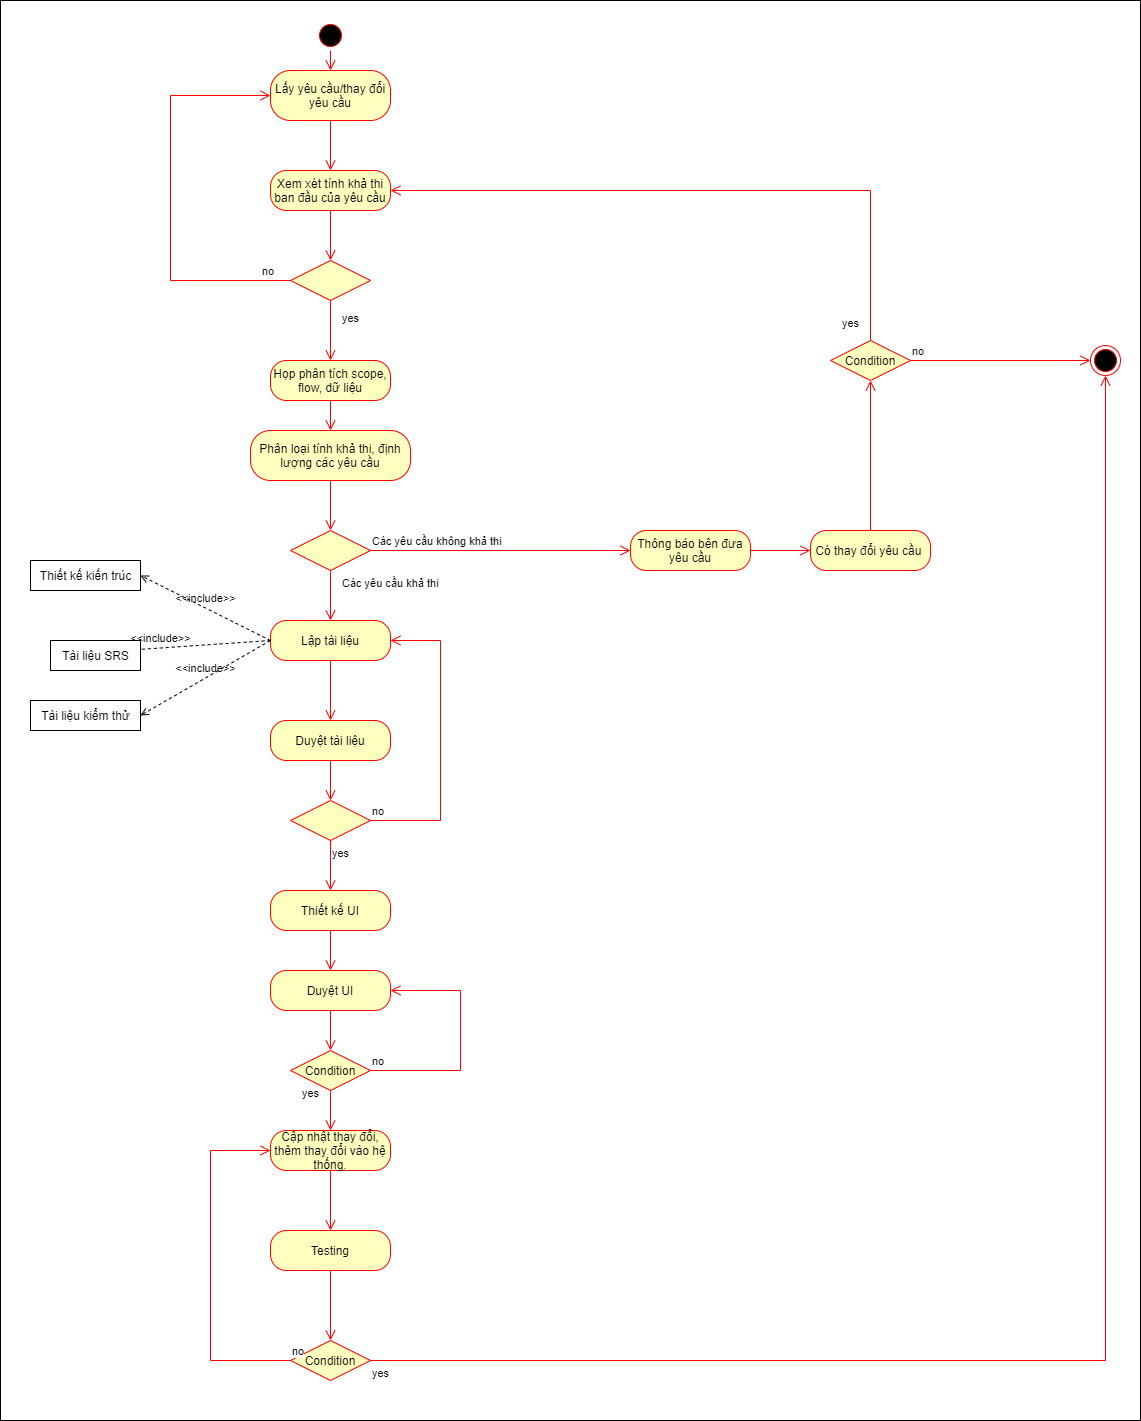 Lấy yêu cầu/thay đổi
yêu cầu
Xem xét tính khả thi
ban đầu của yêu cầu
no
yes
yes
Condition
no
Họp phân tích scope,
flow, dữ liệu
Phân loại tính khả thi, định
lượng các yêu cầu
Các yêu cầu không khả thi
Thông báo bên đưa
yêu cầu
Có thay đổi yêu cầu
Các yêu cầu khả thi
Thiết kế kiến trúc
<<include>>
<<include>>
Lập tài liệu
Tài liệu SRS
<<include>>
Tài liệu kiểm thử
Duyệt tài liệu
no
yes
Thiết kế UI
Duyệt UI
no
Condition
yes
Cập nhật thay đổi,
thêm thay đổi vào hệ
thống.
Testing
no
Condition
yes